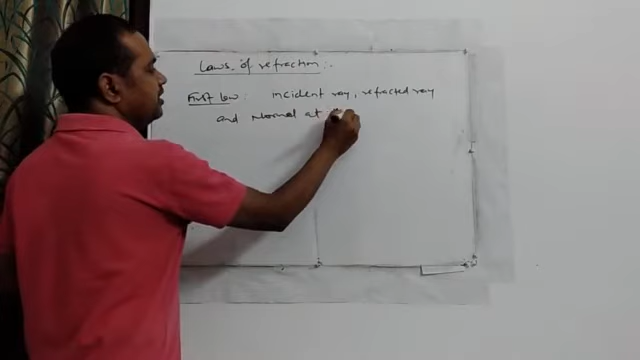 Laws of refraction :-
First law : incident ray, refracted ray
and Normal at